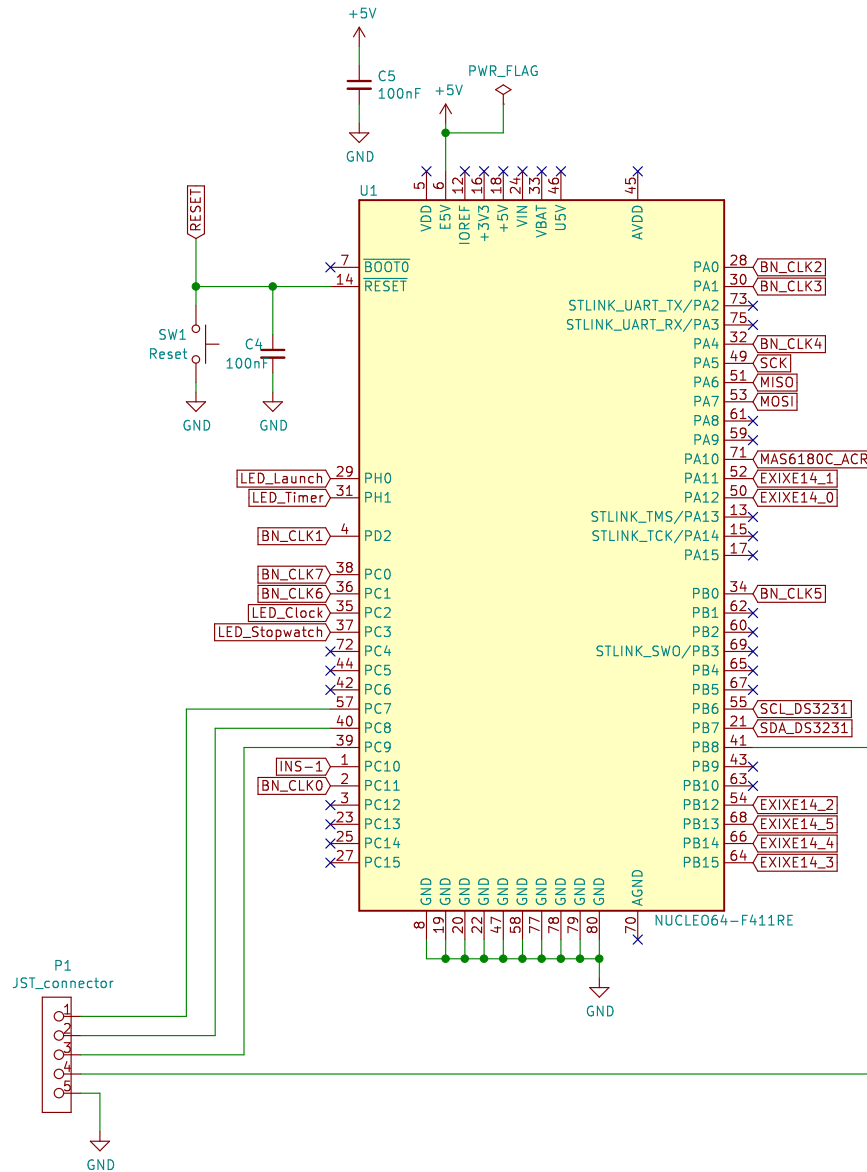 +5V
C5
100nF
GND
PWR_FLAG
+5V
RESET
U1
5
6
12
16
18
24
33
46
45
VDD
E5V
IOREF
+3V3
+5V
VIN
VBAT
U5V
AVDD
7 BOOT0
14 RESET
SW1
Reset
GND
C4
100nF
GND
LED_Launch 29 PH0
LED_Timer 31 PH1
BN_CLK1 4 PD2
BN_CLK7 38 PC0
BN_CLK6 36 PC1
LED_Clock 35 PC2
LED_Stopwatch 37 PC3
72 PC4
44 PC5
42 PC6
57 PC7
40 PC8
39 PC9
INS-1 1 PC10
BN_CLK0 2 PC11
3 PC12
23 PC13
25 PC14
27 PC15
PA0 28 BN_CLK2
PA1 30 BN_CLK3
STLINK_UART_TX/PA2 73
STLINK_UART_RX/PA3 75
PA4 32 BN_CLK4
PA5 49 SCK
PA6 51 MISO
PA7 53 MOSI
PA8 61
PA9 59
PA10 71 MAS6180C_ACR
PA11 52 EXIXE14_1
PA12 50 EXIXE14_0
STLINK_TMS/PA13 13
STLINK_TCK/PA14 15
PA15 17
PB0 34 BN_CLK5
PB1 62
PB2 60
STLINK_SWO/PB3 69
PB4 65
PB5 67
PB6 55 SCL_DS3231
PB7 21 SDA_DS3231
PB8 41
PB9 43
PB10 63
PB12 54 EXIXE14_2
PB13 68 EXIXE14_5
PB14 66 EXIXE14_4
PB15 64 EXIXE14_3
GND
GND
GND
GND
GND
GND
GND
GND
GND
GND
AGND
8
19
20
22
47
58
77
78
79
80
70
NUCLEO64-F411RE
GND
P1
JST_connector
1
2
3
4
5
GND